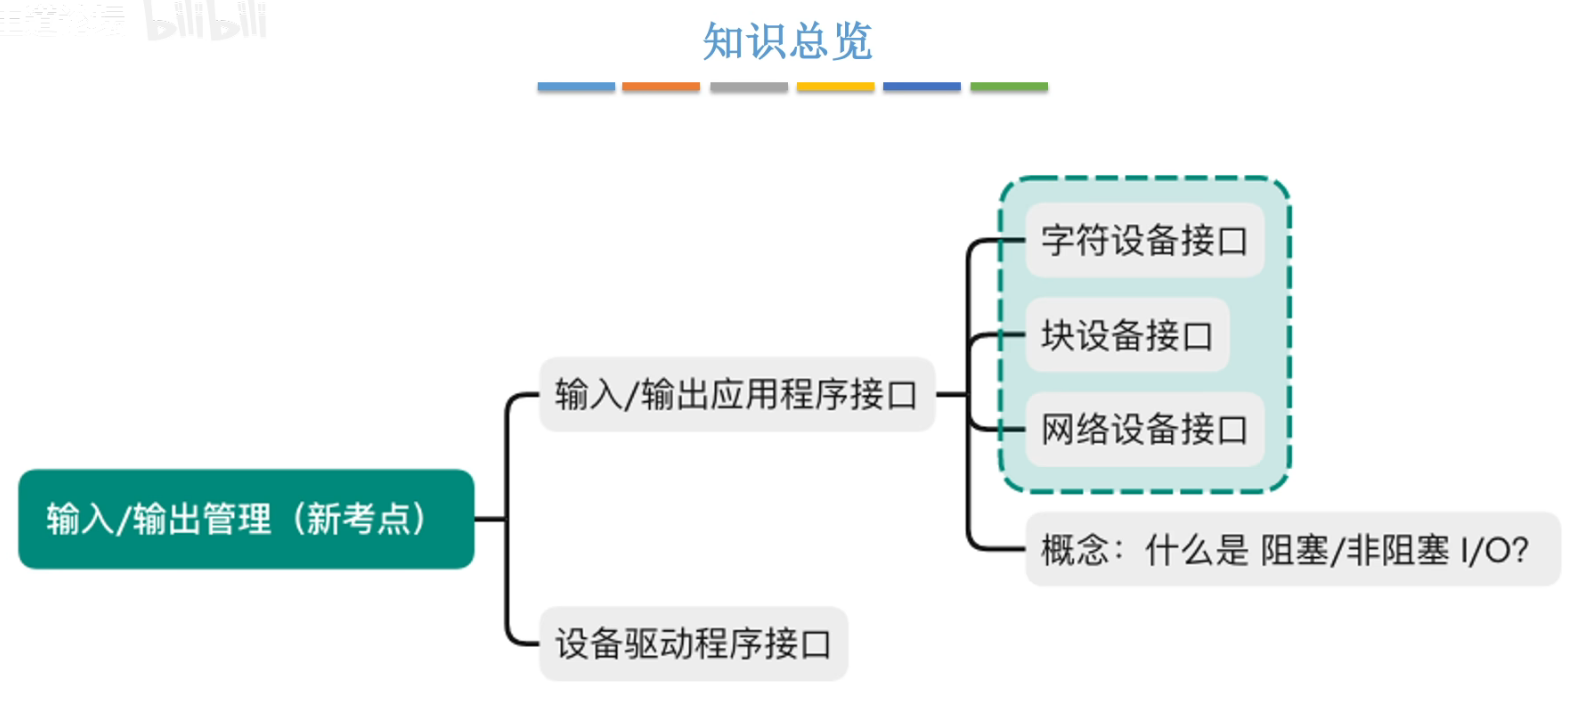 bilibili
知识总览
字符设备接口
块设备接口
输入/输出应用程序接口
网络设备接口
输入/输出管理（新考点）
概念：什么是 阻塞/非阻塞 I/O？
设备驱动程序接口